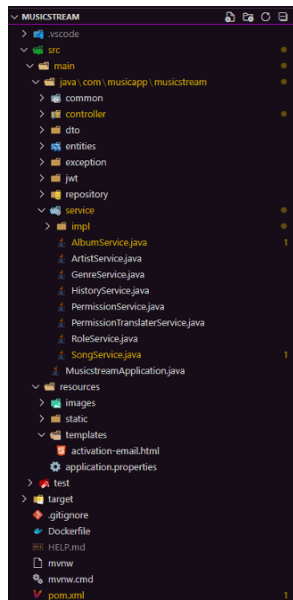 MUSICSTREAM
.vscode
src
main
java\com\musicapp\musicstream
common
controller
dto
entities
exception
jwt
repository
service
impl
AlbumService.java 1
ArtistService.java
GenreService.java
HistoryService.java
PermissionService.java
PermissionTranslaterService.java
RoleService.java
SongService.java 1
MusicstreamApplication.java
resources
images
static
templates
activation-email.html
application.properties
test
target
.gitignore
Dockerfile
HELP.md
mvnw
mvnw.cmd
pom.xml 1